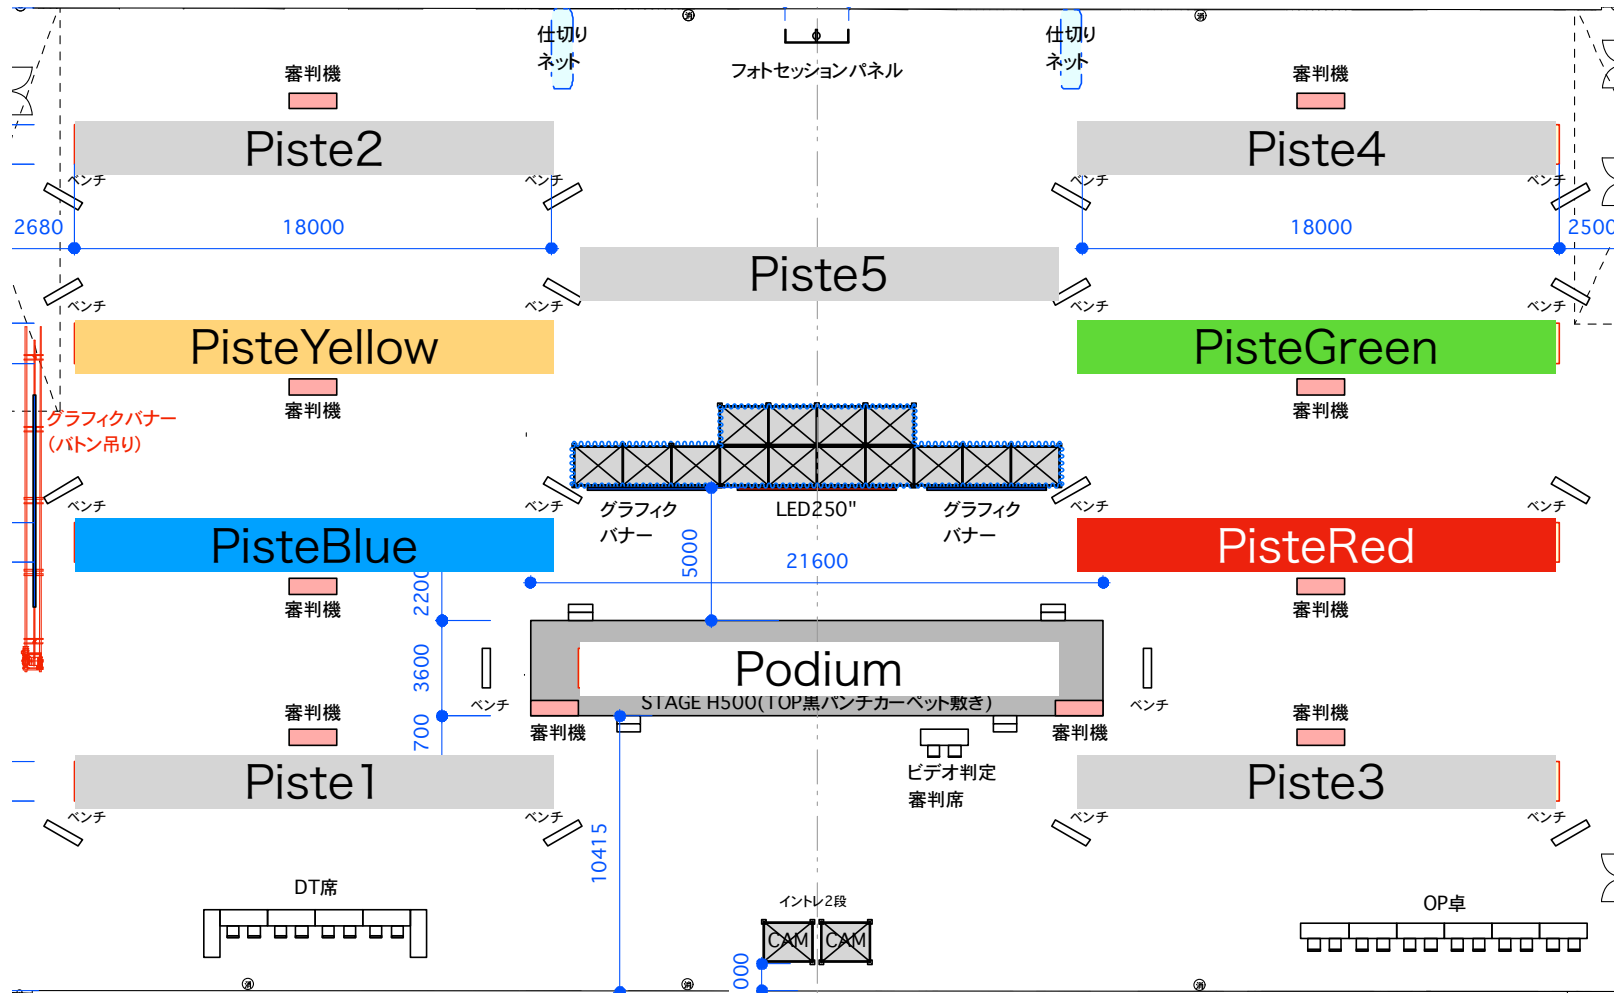 消
消
仕切り
ネット
フォトセッションパネル
仕切り
ネット
審判機
審判機
Piste2
Piste4
ベンチ
ベンチ
ベンチ
ベンチ
2680
18000
18000
2500
Piste5
ベンチ
ベンチ
ベンチ
ベンチ
PisteYellow
PisteGreen
審判機
審判機
グラフィクバナー
(バトン吊り)
ベンチ
ベンチ
ベンチ
ベンチ
グラフィク
バナー
LED250"
グラフィク
バナー
PisteBlue
PisteRed
5000
21600
2200
審判機
審判機
3600
Podium
STAGE H500(TOP黒パンチカーペット敷き)
ベンチ
ベンチ
700
審判機
審判機
審判機
審判機
ビデオ判定
審判席
Piste1
Piste3
ベンチ
ベンチ
ベンチ
ベンチ
10415
DT席
イントレ2段
OP卓
CAM
CAM
000
消
消
消